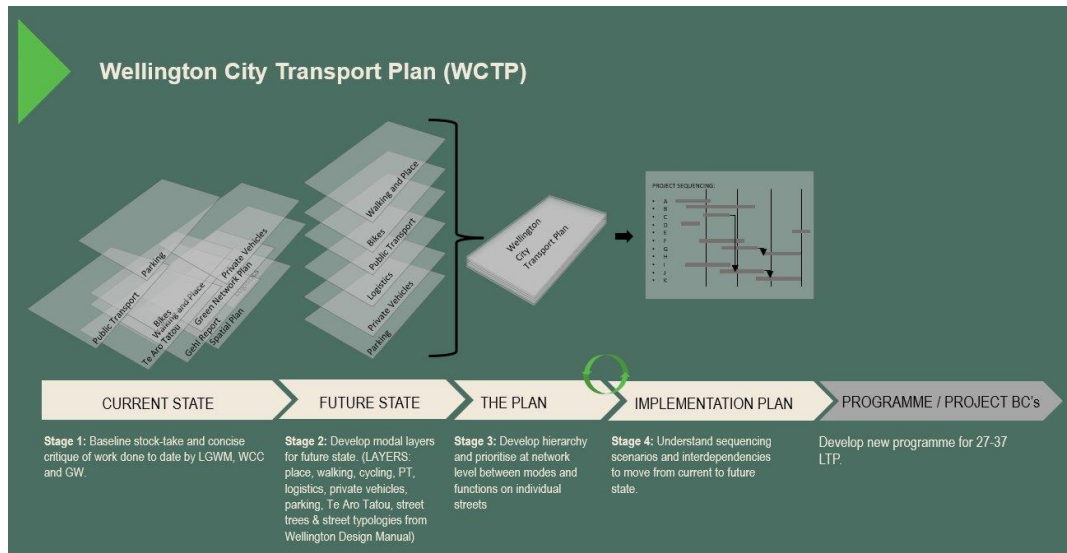 Wellington City Transport Plan (WCTP)
Parking
Public Transport
Bikes
Walking and Place
Te Aro Tatou
Private Vehicles
Green Network Plan
Gehl Report
Spatial Plan
Walking and Place
Bikes
Public Transport
Logistics
Private Vehicles
Parking
Wellington
City
Transport Plan
PROJECT SEQUENCING:
• A
• B
• C
• D
• E
• F
• G
• H
• I
• J
• K
CURRENT STATE
FUTURE STATE
THE PLAN
IMPLEMENTATION PLAN
PROGRAMME / PROJECT BC's
Stage 1: Baseline stock-take and concise
critique of work done to date by LGWM, WCC
and GW.
Stage 2: Develop modal layers
for future state. (LAYERS:
place, walking, cycling, PT,
logistics, private vehicles,
parking, Te Aro Tatou, street
trees & street typologies from
Wellington Design Manual)
Stage 3: Develop hierarchy
and prioritise at network
level between modes and
functions on individual
streets
Stage 4: Understand sequencing
scenarios and interdependencies
to move from current to future
state.
Develop new programme for 27-37
LTP.